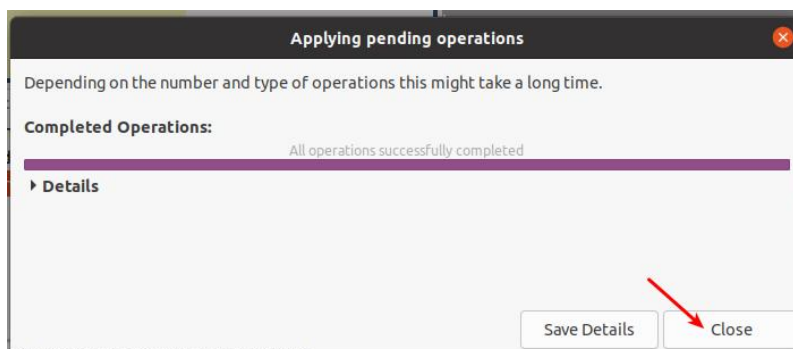 Applying pending operations
Depending on the number and type of operations this might take a long time.
Completed Operations:
All operations successfully completed
Details
Save Details
Close